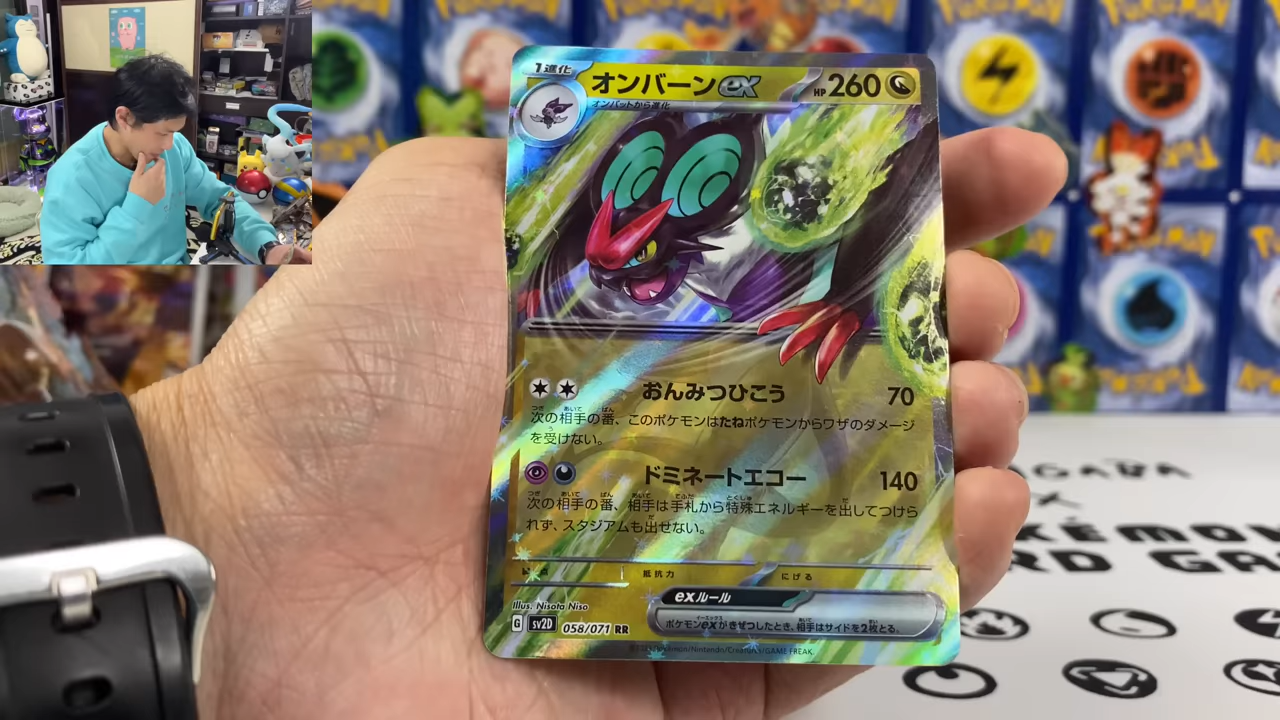 1進化
オンバーンex
HP 260
オンバットから進化
おんみつひこう 70
次の相手の番、このポケモンはたねポケモンからワザのダメージ
を受けない。
ドミネートエコー 140
次の相手の番、相手は手札から特殊エネルギーを出してつけら
れず、スタジアムも出せない。
抵抗力
にげる
exルール
ポケモンexがきぜつしたとき、相手はサイドを2枚とる。
Illus. Nisota Niso
G sv2D 058/071 RR